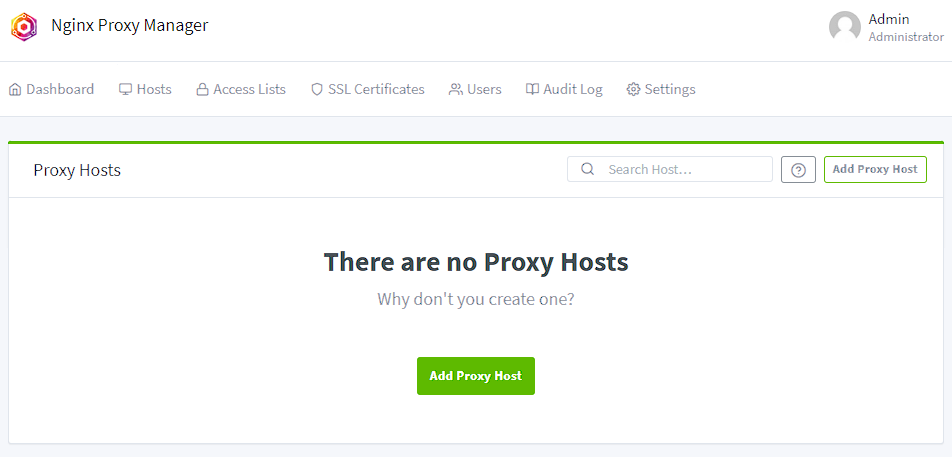 Nginx Proxy Manager
Admin
Administrator
Dashboard Hosts Access Lists SSL Certificates Users Audit Log Settings
Proxy Hosts Search Host... Add Proxy Host
There are no Proxy Hosts
Why don't you create one?
Add Proxy Host